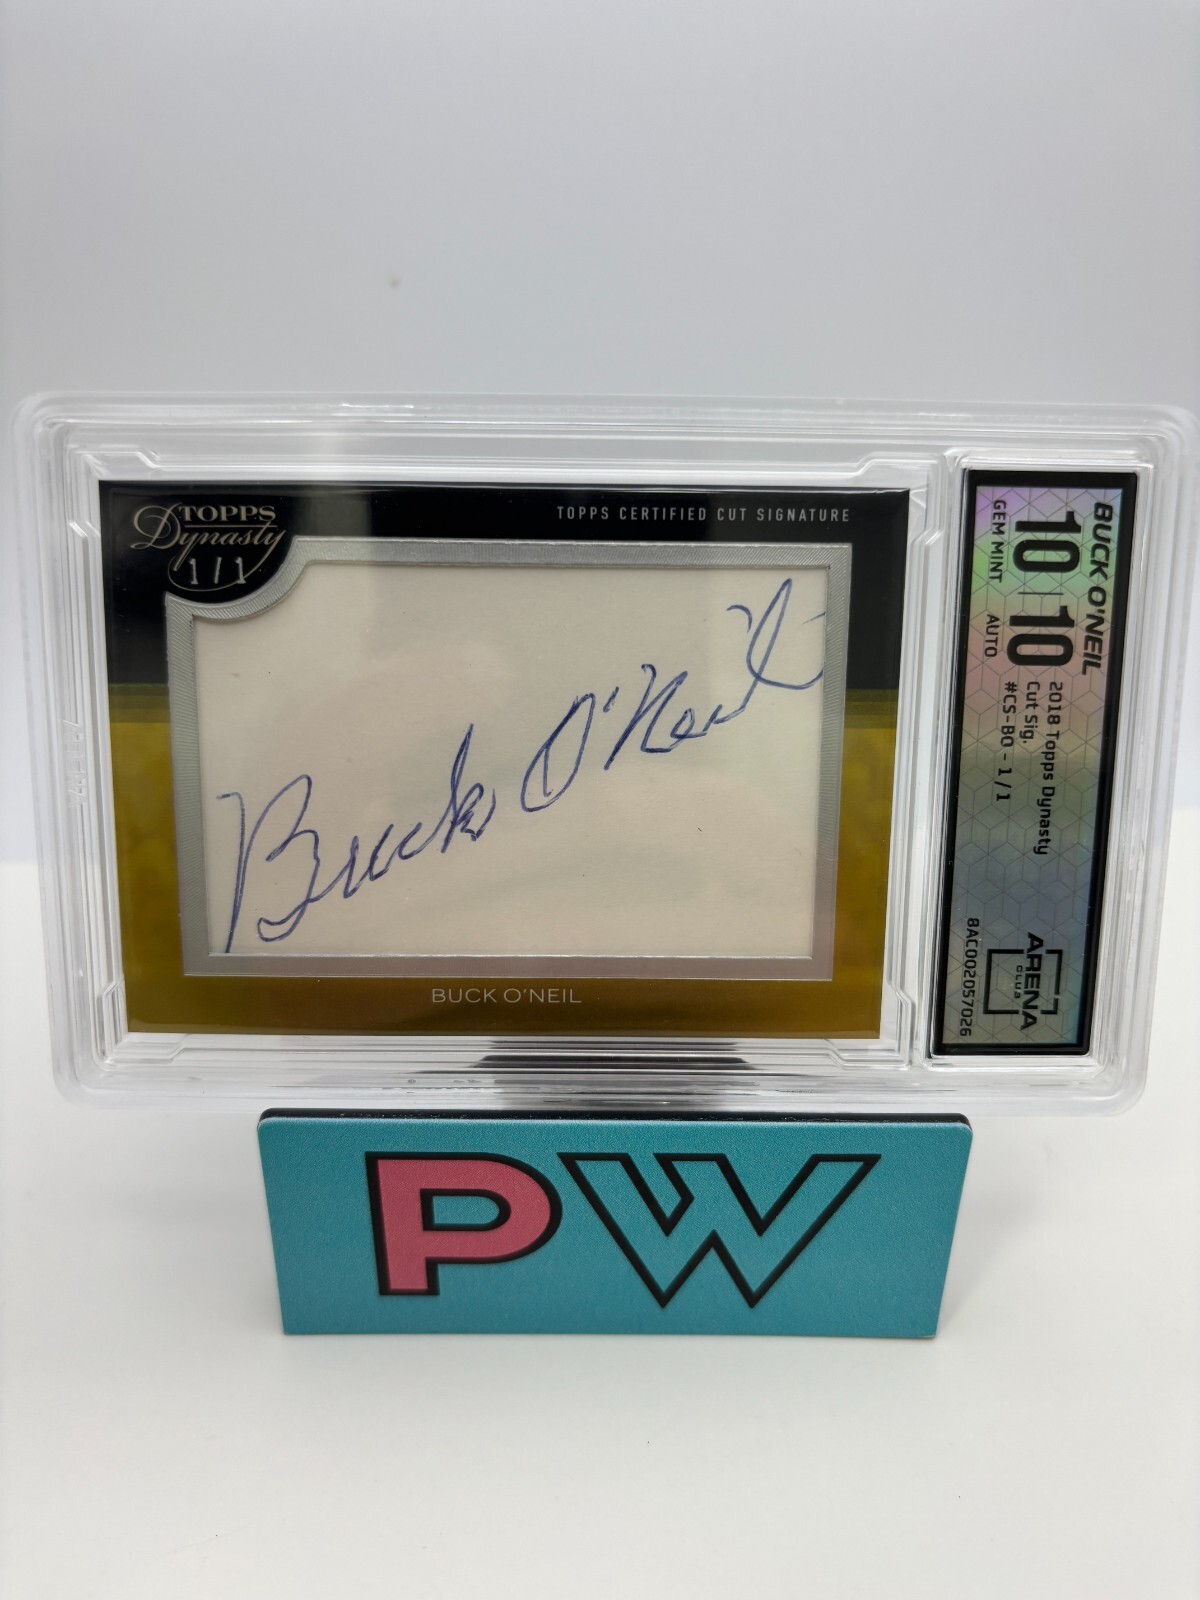 TOPPS
Dynasty
1/1
TOPPS CERTIFIED CUT SIGNATURE
Buck O'Neil
BUCK O'NEIL
BUCK O'NEIL
10 | 10
GEM MINT AUTO
2018 Topps Dynasty
Cut Sig.
#CS-BO - 1/1
ARENA
CLUB
8AC002057026
PW